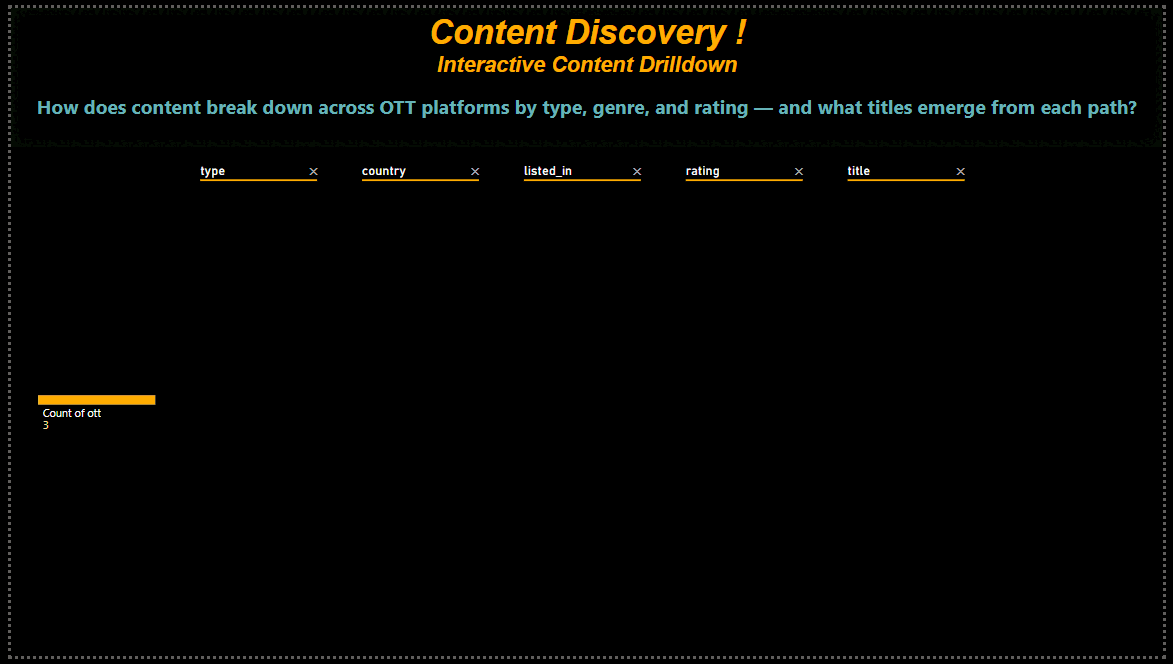 Content Discovery !
Interactive Content Drilldown
How does content break down across OTT platforms by type, genre, and rating — and what titles emerge from each path?
type × country × listed_in × rating × title ×
Count of ott
3